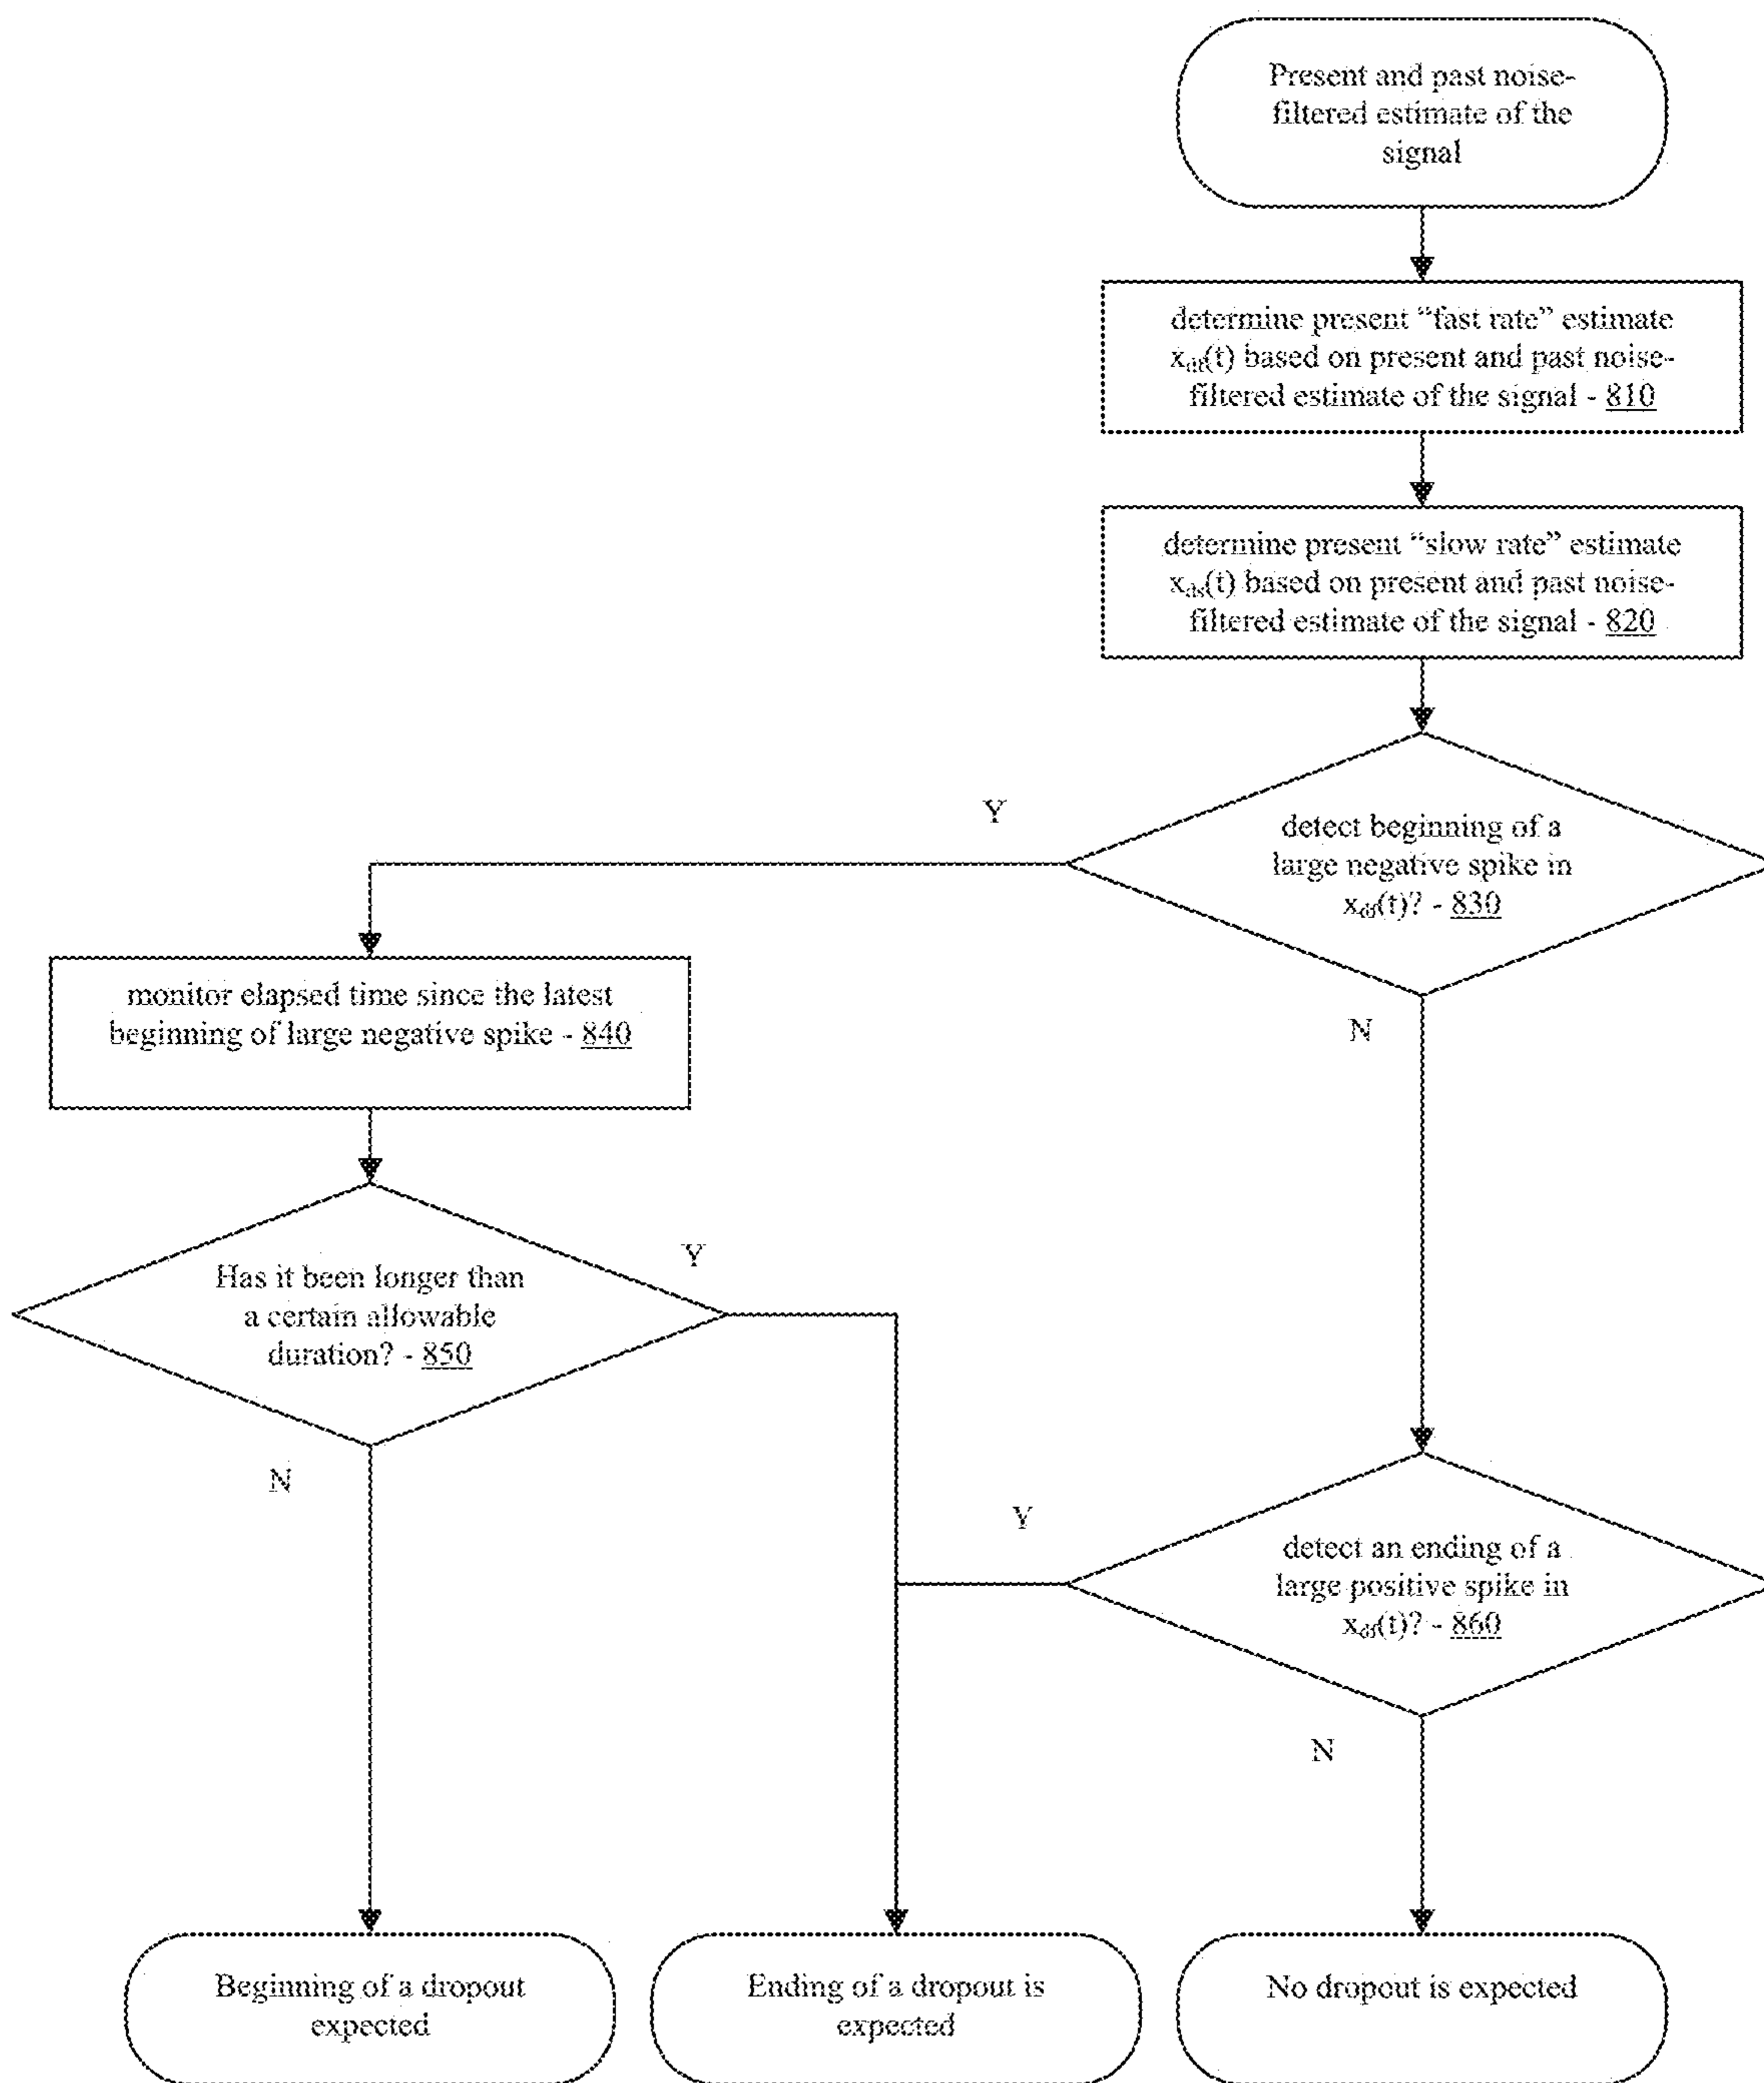 Present and past noise-
filtered estimate of the
signal
determine present “fast rate” estimate
x_df(t) based on present and past noise-
filtered estimate of the signal - 810
determine present “slow rate” estimate
x_ds(t) based on present and past noise-
filtered estimate of the signal - 820
Y
detect beginning of a
large negative spike in
x_df(t)? - 830
monitor elapsed time since the latest
beginning of large negative spike - 840
N
Y
Has it been longer than
a certain allowable
duration? - 850
N
Y
detect an ending of a
large positive spike in
x_df(t)? - 860
N
Beginning of a dropout
expected
Ending of a dropout is
expected
No dropout is expected